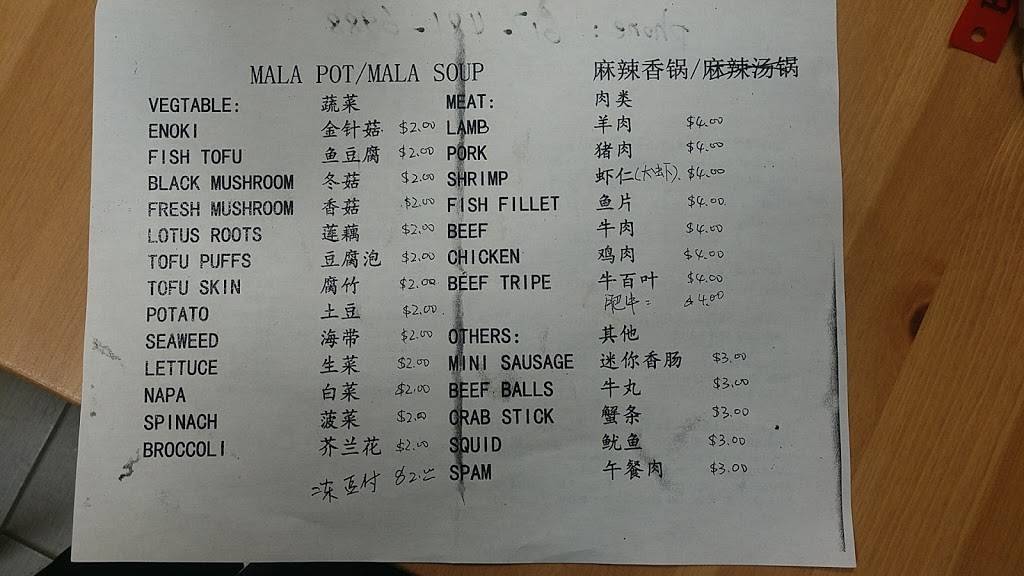 MALA POT/MALA SOUP 麻辣香锅/麻辣汤锅
VEGTABLE: 蔬菜 MEAT: 肉类
ENOKI 金针菇 $2.00 LAMB 羊肉 $4.00
FISH TOFU 鱼豆腐 $2.00 PORK 猪肉 $4.00
BLACK MUSHROOM 冬菇 $2.00 SHRIMP 虾仁(大虾). $4.00
FRESH MUSHROOM 香菇 $2.00 FISH FILLET 鱼片 $4.00
LOTUS ROOTS 莲藕 $2.00 BEEF 牛肉 $4.00
TOFU PUFFS 豆腐泡 $2.00 CHICKEN 鸡肉 $4.00
TOFU SKIN 腐竹 $2.00 BEEF TRIPE 牛百叶 $4.00
POTATO 土豆 $2.00 肥牛: $4.00
SEAWEED 海带 $2.00 OTHERS: 其他
LETTUCE 生菜 $2.00 MINI SAUSAGE 迷你香肠 $3.00
NAPA 白菜 $2.00 BEEF BALLS 牛丸 $3.00
SPINACH 菠菜 $2.00 CRAB STICK 蟹条 $3.00
BROCCOLI 芥兰花 $2.00 SQUID 鱿鱼 $3.00
冻豆付 $2.00 SPAM 午餐肉 $3.00